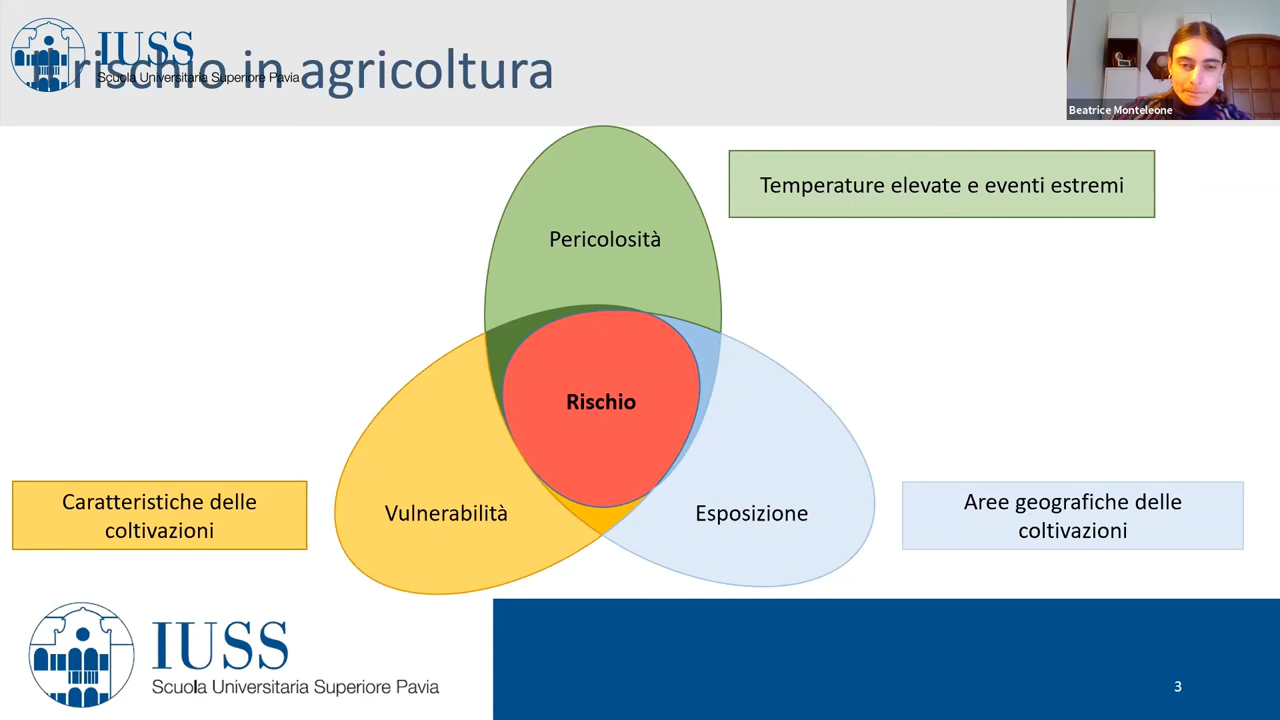 IUSS
Scuola Universitaria Superiore Pavia
Il rischio in agricoltura
Beatrice Monteleone
Temperature elevate e eventi estremi
Pericolosità
Rischio
Caratteristiche delle
coltivazioni
Vulnerabilità
Esposizione
Aree geografiche delle
coltivazioni
IUSS
Scuola Universitaria Superiore Pavia
3